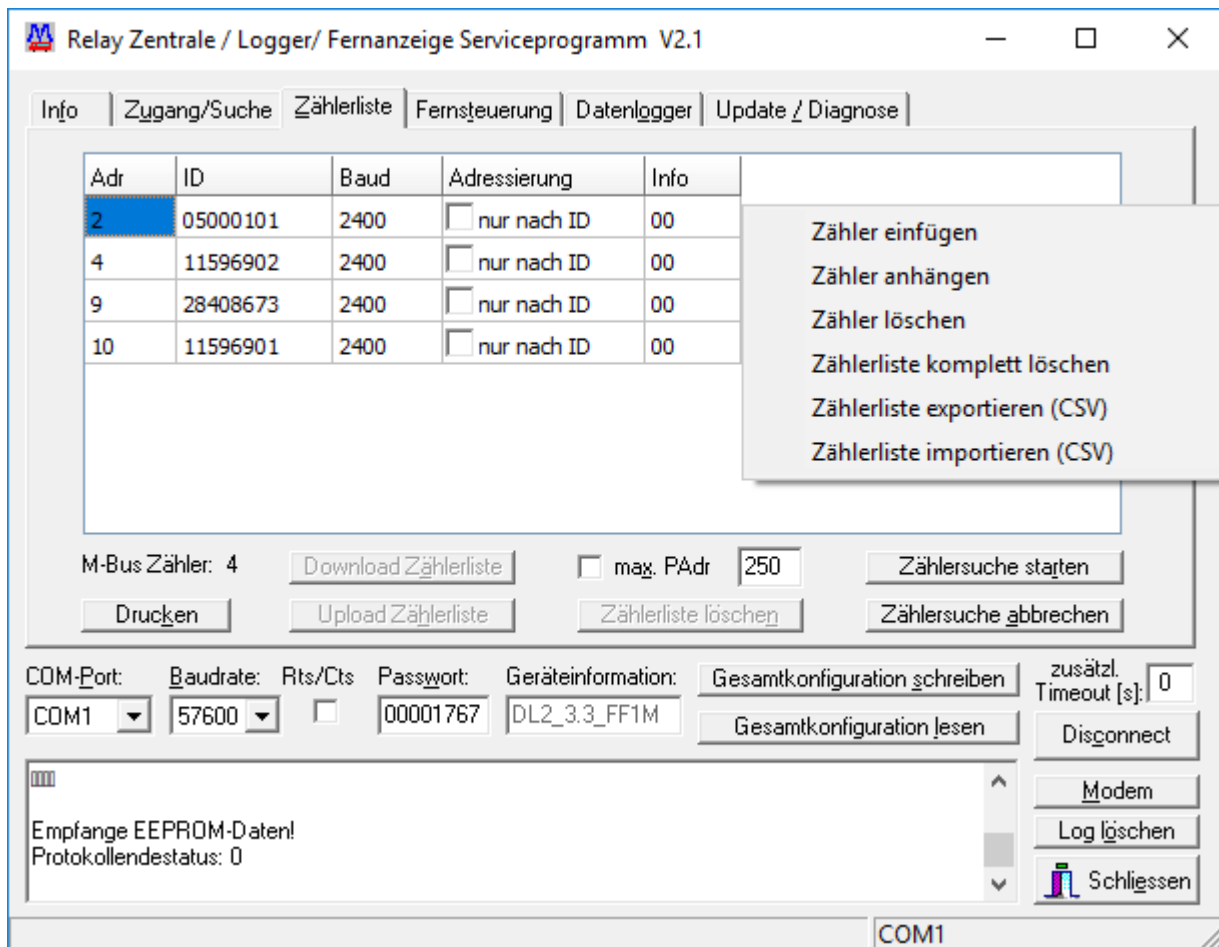 Relay Zentrale / Logger/ Fernanzeige Serviceprogramm V2.1
Info Zugang/Suche Zählerliste Fernsteuerung Datenlogger Update / Diagnose
Adr ID Baud Adressierung Info
2 05000101 2400 nur nach ID 00
4 11596902 2400 nur nach ID 00
9 28408673 2400 nur nach ID 00
10 11596901 2400 nur nach ID 00
Zähler einfügen
Zähler anhängen
Zähler löschen
Zählerliste komplett löschen
Zählerliste exportieren (CSV)
Zählerliste importieren (CSV)
M-Bus Zähler: 4 Download Zählerliste max. PAdr 250 Zählersuche starten
Drucken Upload Zählerliste Zählerliste löschen Zählersuche abbrechen
COM-Port: Baudrate: Rts/Cts Passwort: Geräteinformation: Gesamtkonfiguration schreiben zusätzl. Timeout [s]: 0
COM1 57600 00001767 DL2_3.3_FF1M Gesamtkonfiguration lesen Disconnect
Empfange EEPROM-Daten!
Protokollendestatus: 0
Modem
Log löschen
Schliessen
COM1